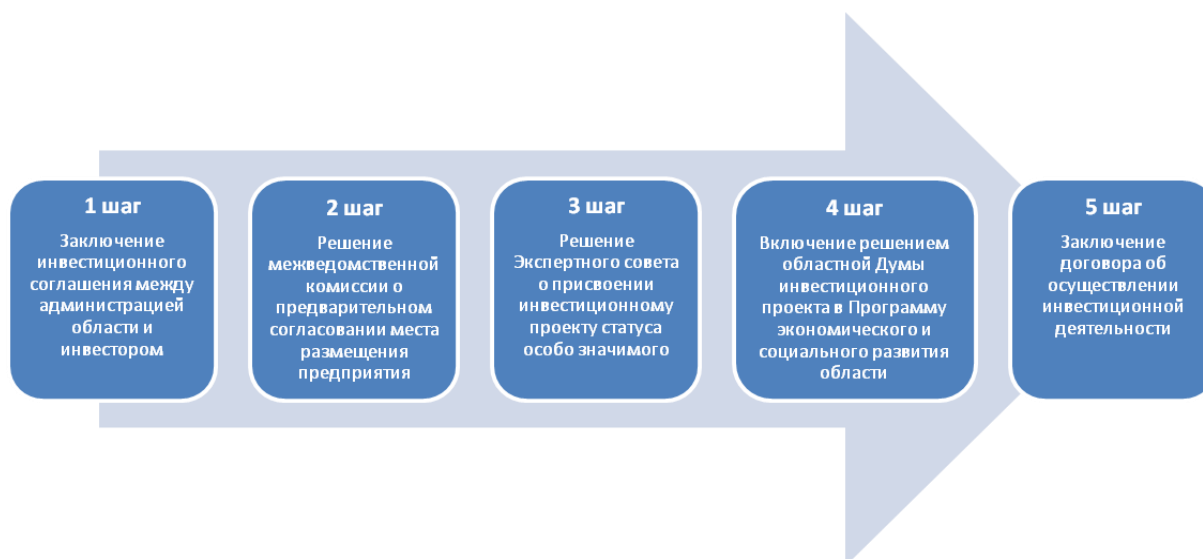 1 шаг
Заключение
инвестиционного
соглашения между
администрацией
области и
инвестором
2 шаг
Решение
межведомственной
комиссии о
предварительном
согласовании места
размещения
предприятия
3 шаг
Решение
Экспертного совета
о присвоении
инвестиционному
проекту статуса
особо значимого
4 шаг
Включение решением
областной Думы
инвестиционного
проекта в Программу
экономического и
социального развития
области
5 шаг
Заключение
договора об
осуществлении
инвестиционной
деятельности